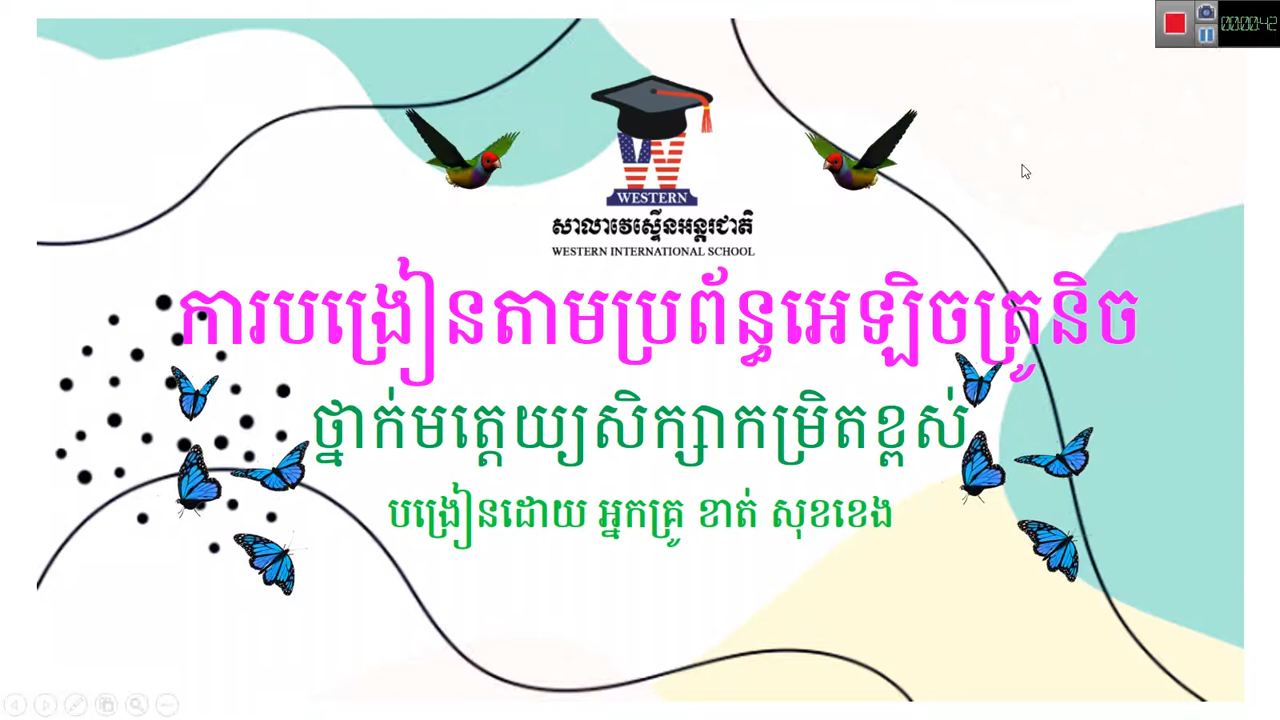 00:00:42
WESTERN
សាលាវេស្ទើនអន្តរជាតិ
WESTERN INTERNATIONAL SCHOOL
ការបង្រៀនតាមប្រព័ន្ធអេឡិចត្រូនិច
ថ្នាក់មត្តេយ្យសិក្សាកម្រិតខ្ពស់
បង្រៀនដោយ អ្នកគ្រូ ខាត់ សុខខេង